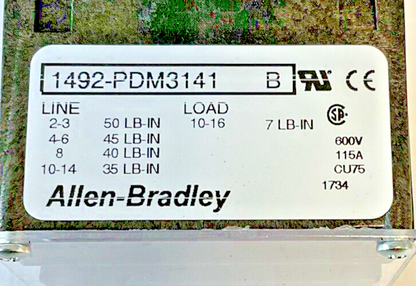 1492-PDM3141 B
LINE LOAD
2-3 50 LB-IN 10-16 7 LB-IN
4-6 45 LB-IN 600V
8 40 LB-IN 115A
10-14 35 LB-IN CU75
1734
Allen-Bradley